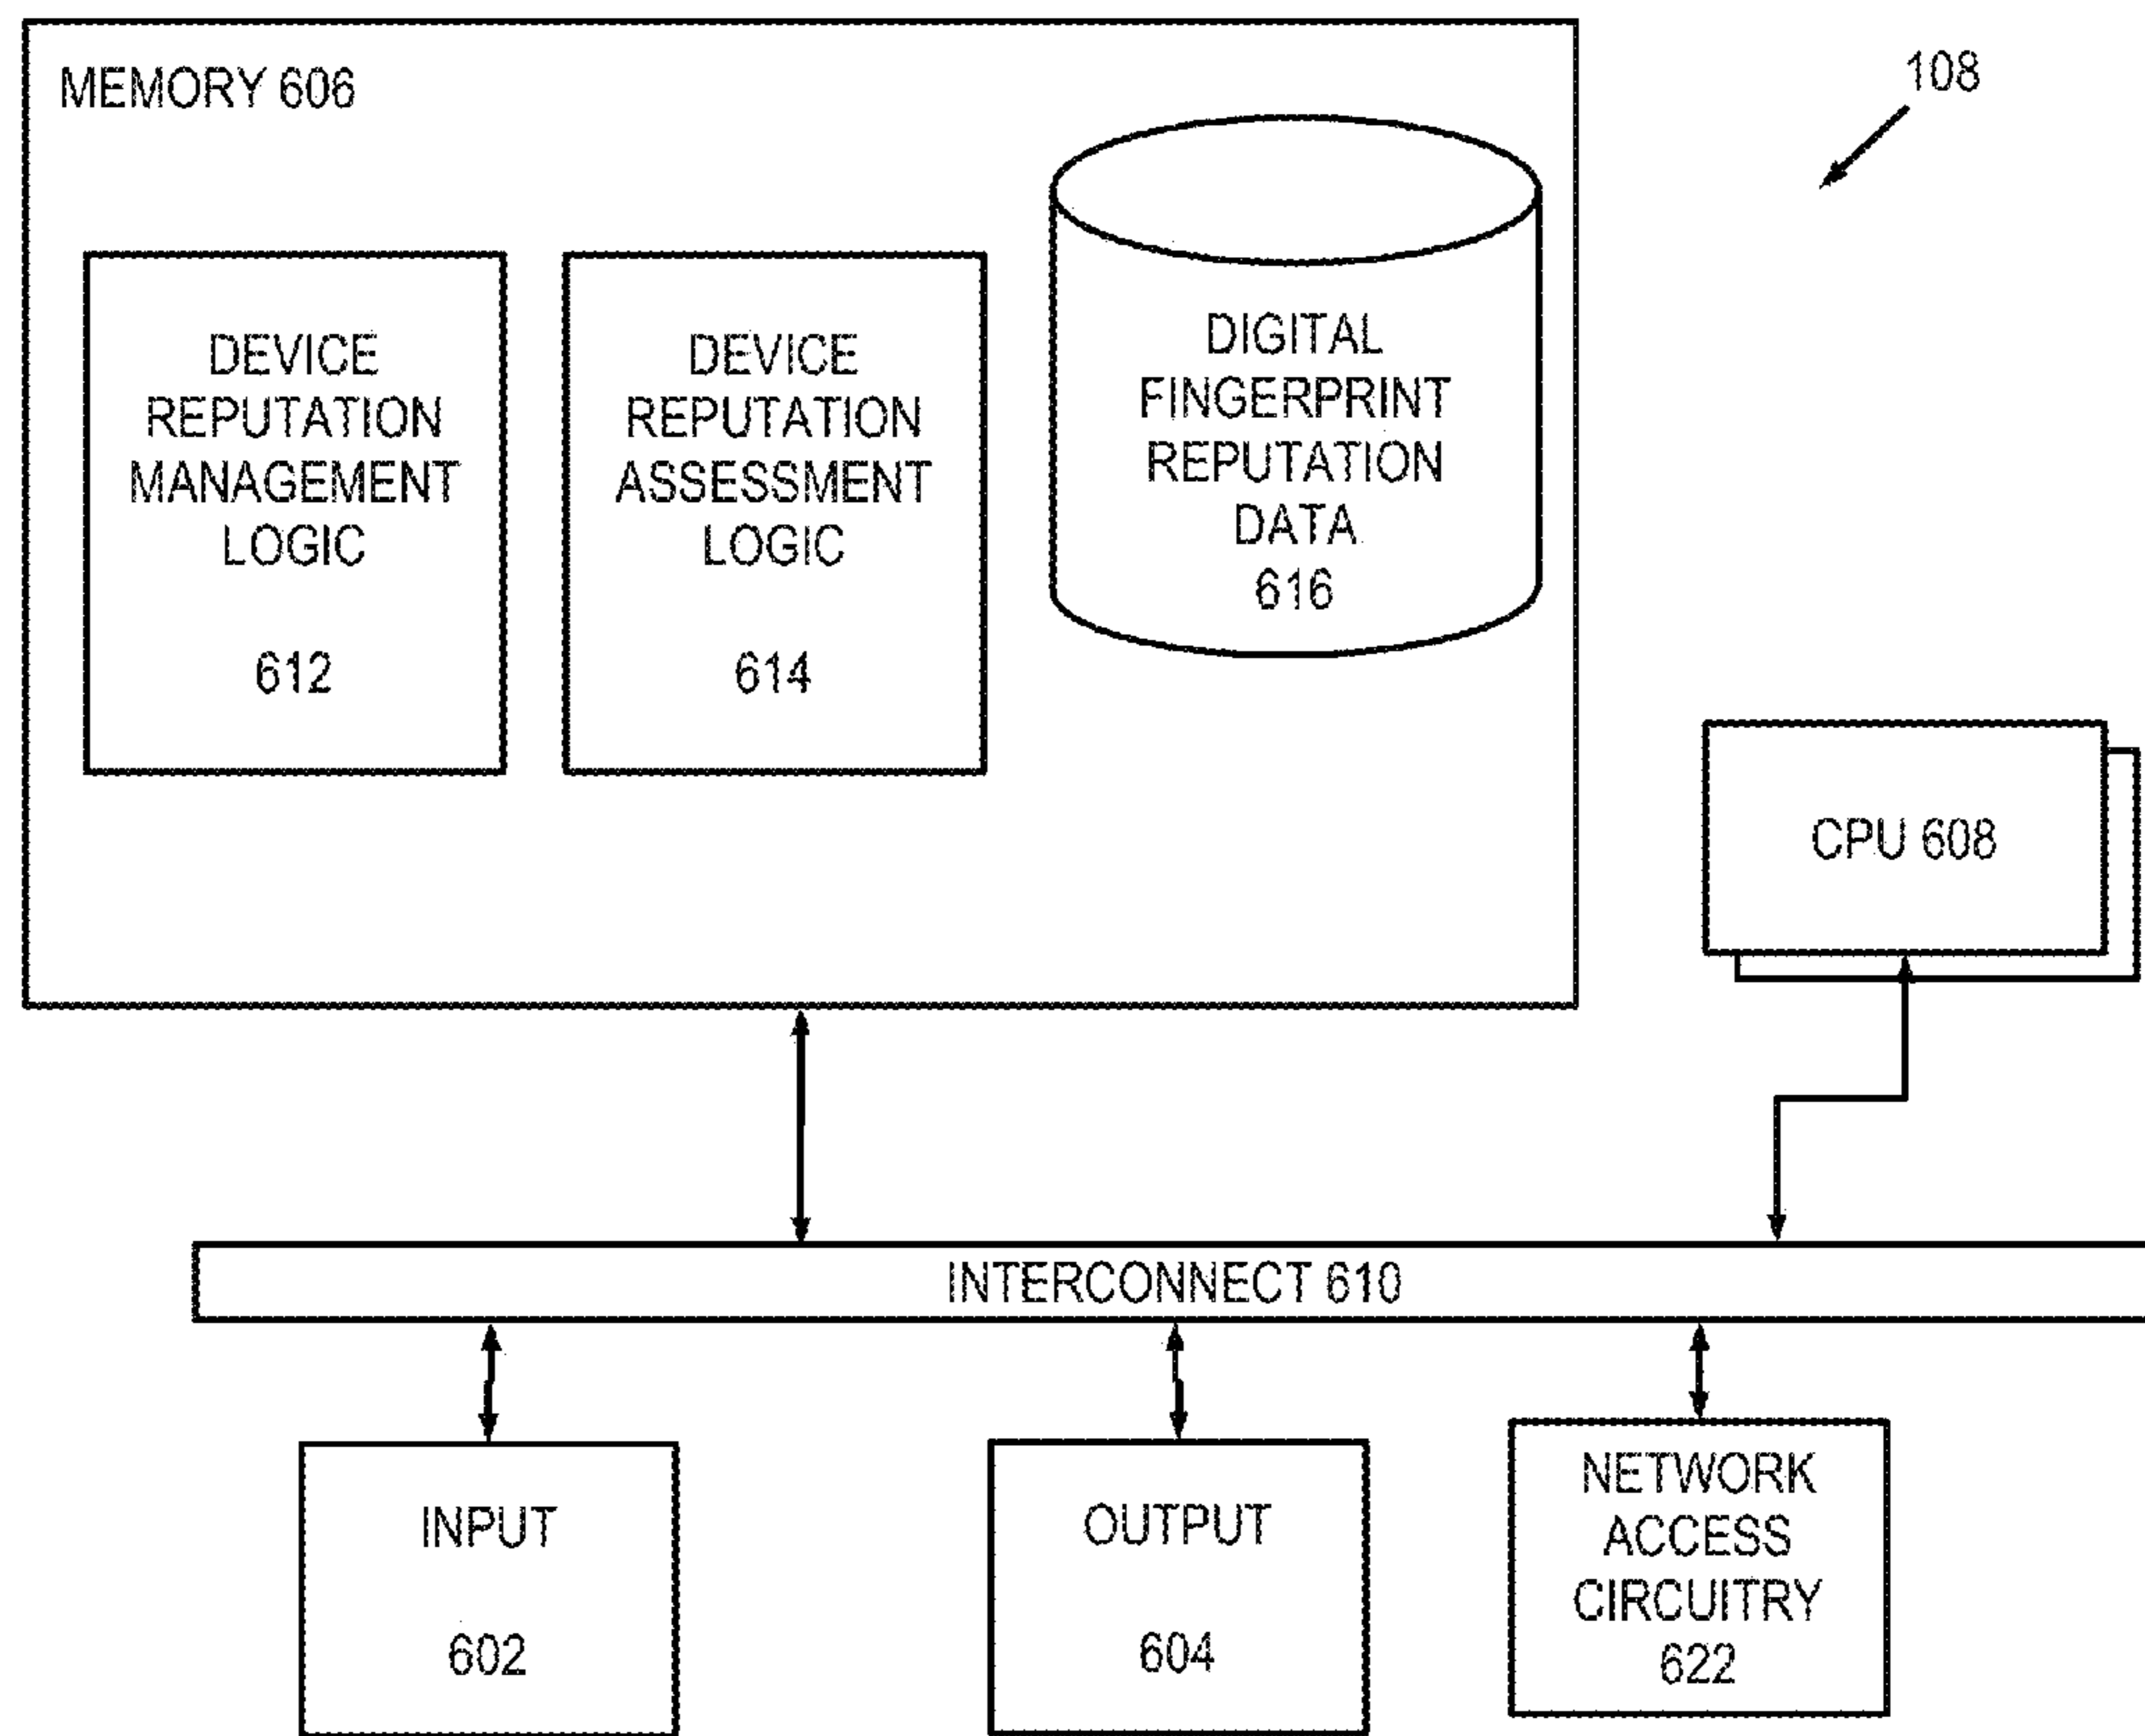 MEMORY 606
108
DEVICE
REPUTATION
MANAGEMENT
LOGIC
612
DEVICE
REPUTATION
ASSESSMENT
LOGIC
614
DIGITAL
FINGERPRINT
REPUTATION
DATA
616
CPU 608
INTERCONNECT 610
INPUT
602
OUTPUT
604
NETWORK
ACCESS
CIRCUITRY
622